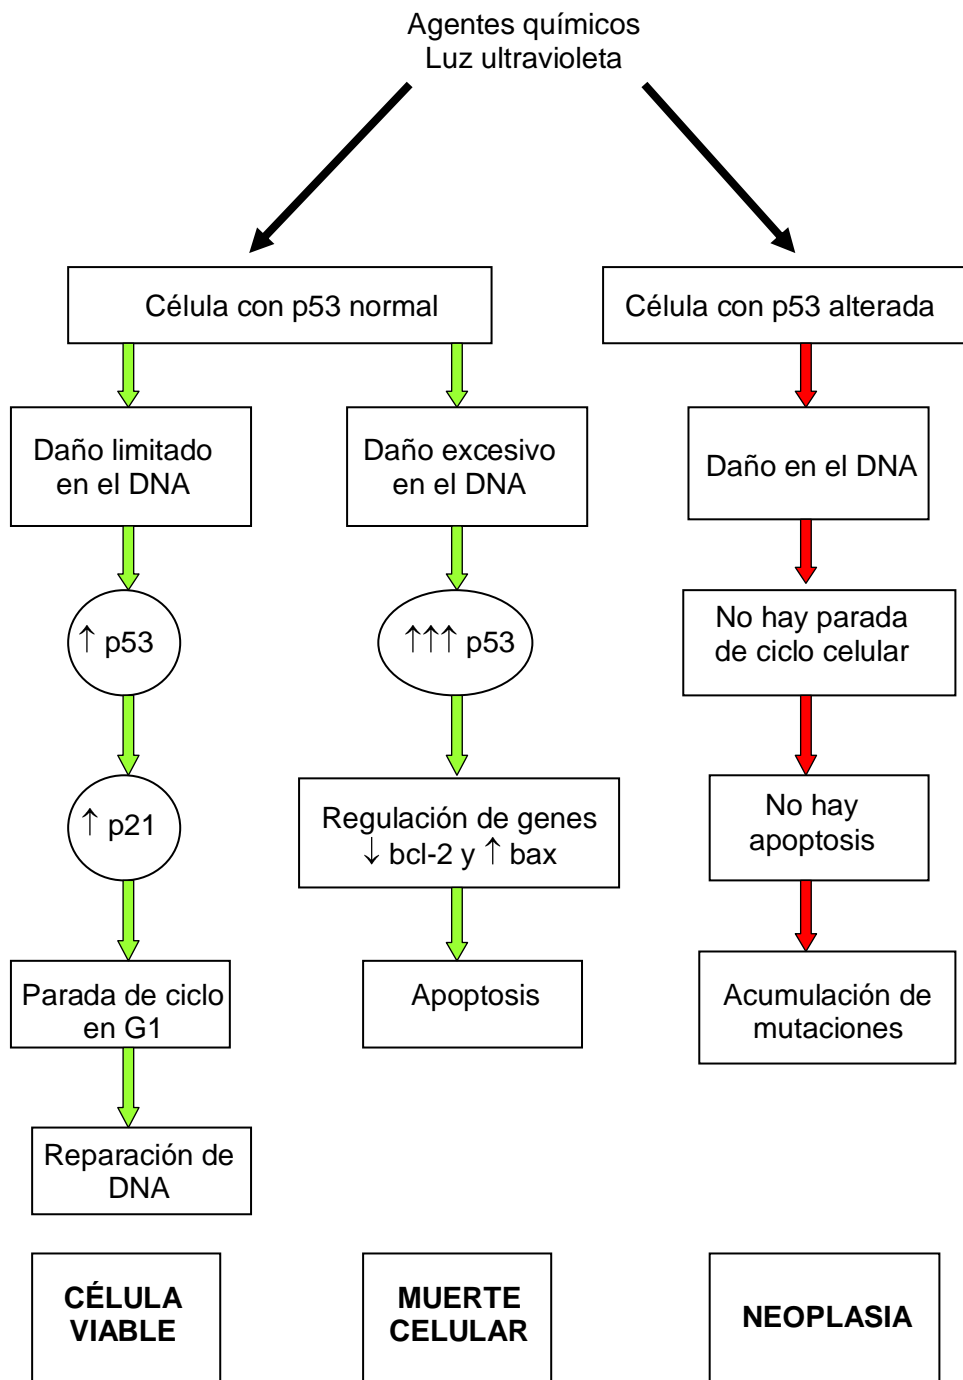 Agentes químicos
Luz ultravioleta
Célula con p53 normal
Célula con p53 alterada
Daño limitado
en el DNA
Daño excesivo
en el DNA
Daño en el DNA
↑ p53
↑↑↑ p53
No hay parada
de ciclo celular
↑ p21
Regulación de genes
↓ bcl-2 y ↑ bax
No hay
apoptosis
Parada de ciclo
en G1
Apoptosis
Acumulación de
mutaciones
Reparación de
DNA
CÉLULA
VIABLE
MUERTE
CELULAR
NEOPLASIA